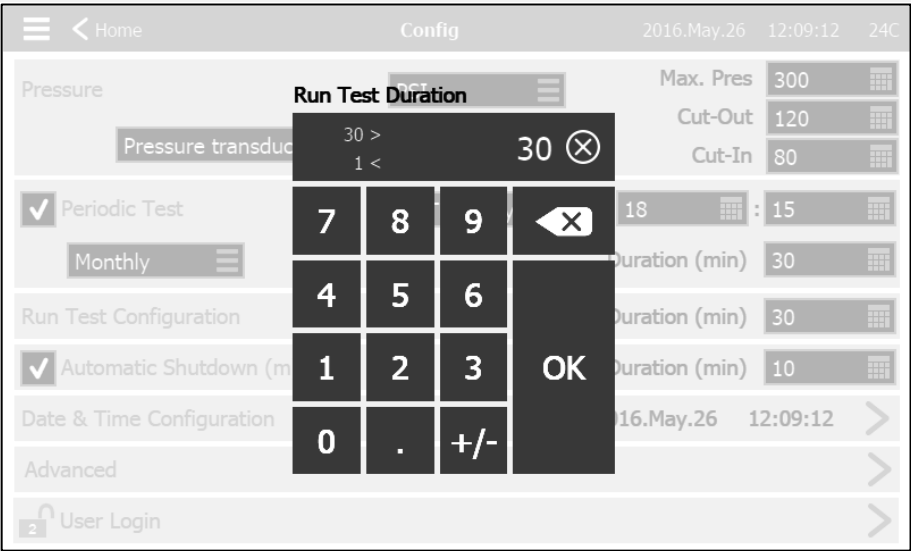 Home Config 2016.May.26 12:09:12 24C
Pressure PSI Max. Pres 300
Run Test Duration
Cut-Out 120
Pressure transduc Cut-In 80
30 >
1 <
30
Periodic Test 18 : 15
7 8 9
Monthly Duration (min) 30
4 5 6
Run Test Configuration Duration (min) 30
Automatic Shutdown (m Duration (min) 10
1 2 3 OK
Date & Time Configuration 016.May.26 12:09:12
0 . +/-
Advanced
2 User Login